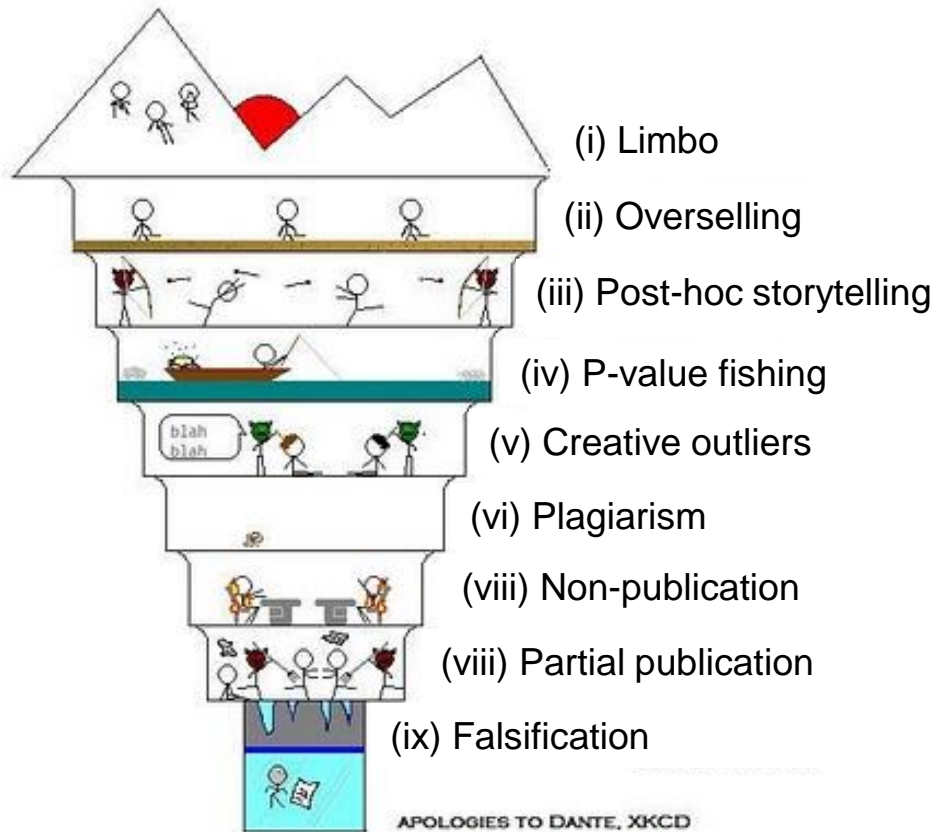 (i) Limbo
(ii) Overselling
(iii) Post-hoc storytelling
(iv) P-value fishing
blah
blah
(v) Creative outliers
(vi) Plagiarism
(viii) Non-publication
(viii) Partial publication
(ix) Falsification
APOLOGIES TO DANTE, XKCD